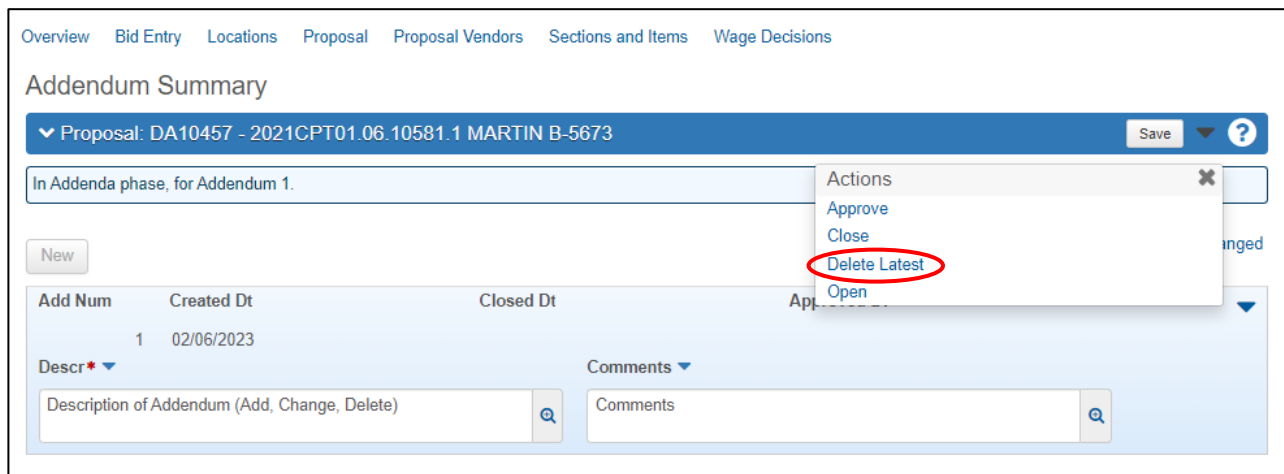 Overview Bid Entry Locations Proposal Proposal Vendors Sections and Items Wage Decisions
Addendum Summary
Proposal: DA10457 - 2021CPT01.06.10581.1 MARTIN B-5673 Save ?
In Addenda phase, for Addendum 1.
Actions
Approve
Close
Delete Latest
Open
New anged
Add Num Created Dt Closed Dt
1 02/06/2023
Descr* Comments
Description of Addendum (Add, Change, Delete) Comments